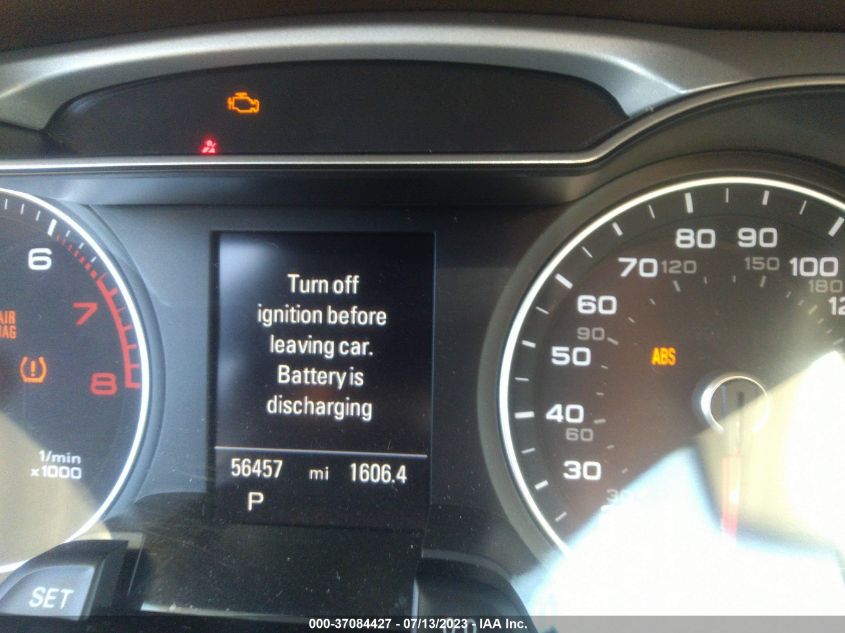 Turn off
ignition before
leaving car.
Battery is
discharging
56457 mi 1606.4
P
6
7
8
AIR
BAG
1/min
x1000
SET
30
40
50
60
70
80
90
100
30
60
90
120
150
180
ABS
000-37084427 - 07/13/2023 - IAA Inc.